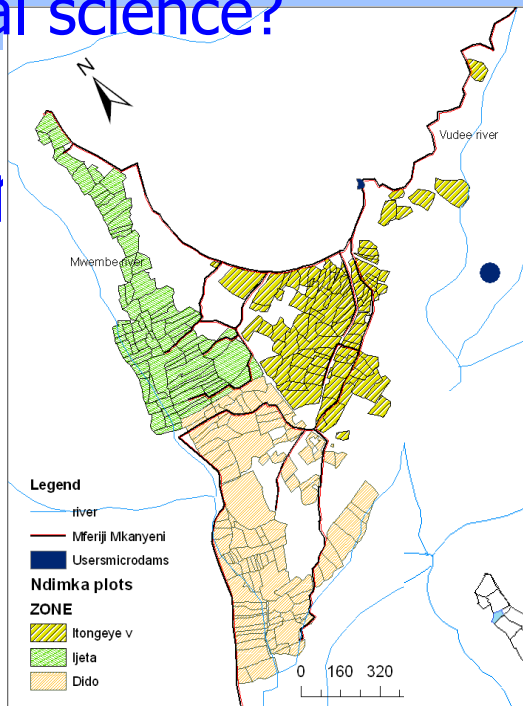 al science?
N
Vudee river
Mwembe river
Legend
river
Mferiji Mkanyeni
Usersmicrodams
Ndimka plots
ZONE
Itongeye v
Ijeta
Dido
0 160 320